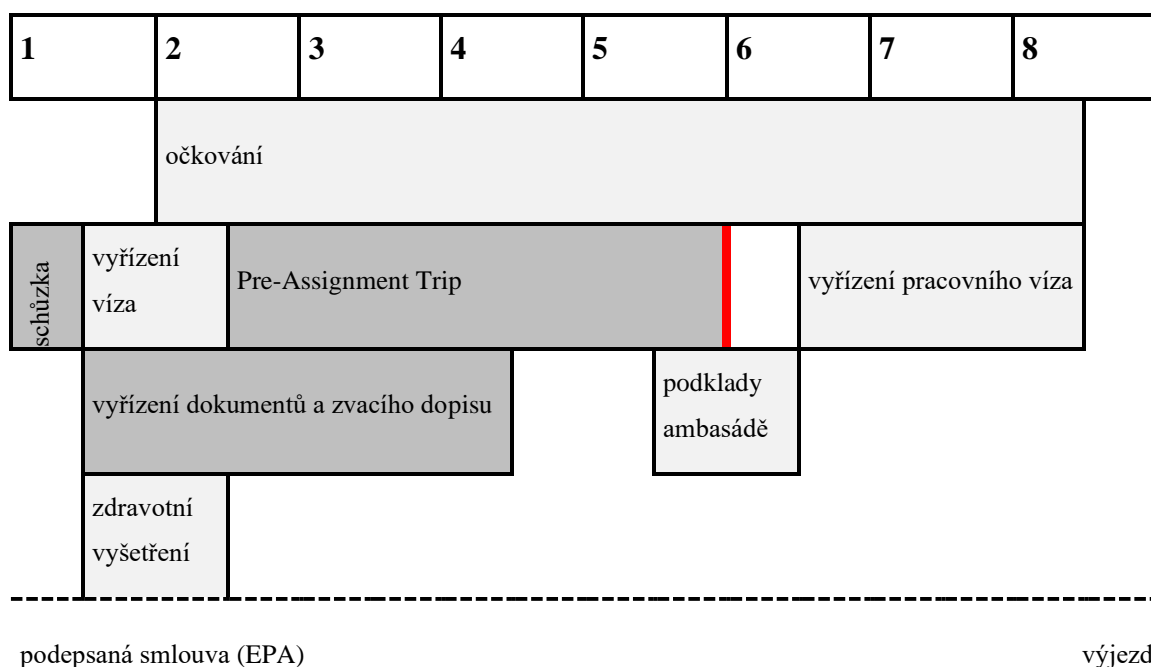 1 2 3 4 5 6 7 8
očkování
schůzka
vyřízení
víza
Pre-Assignment Trip
vyřízení pracovního víza
vyřízení dokumentů a zvacího dopisu
podklady
ambasádě
zdravotní
vyšetření
podepsaná smlouva (EPA)
výjezd